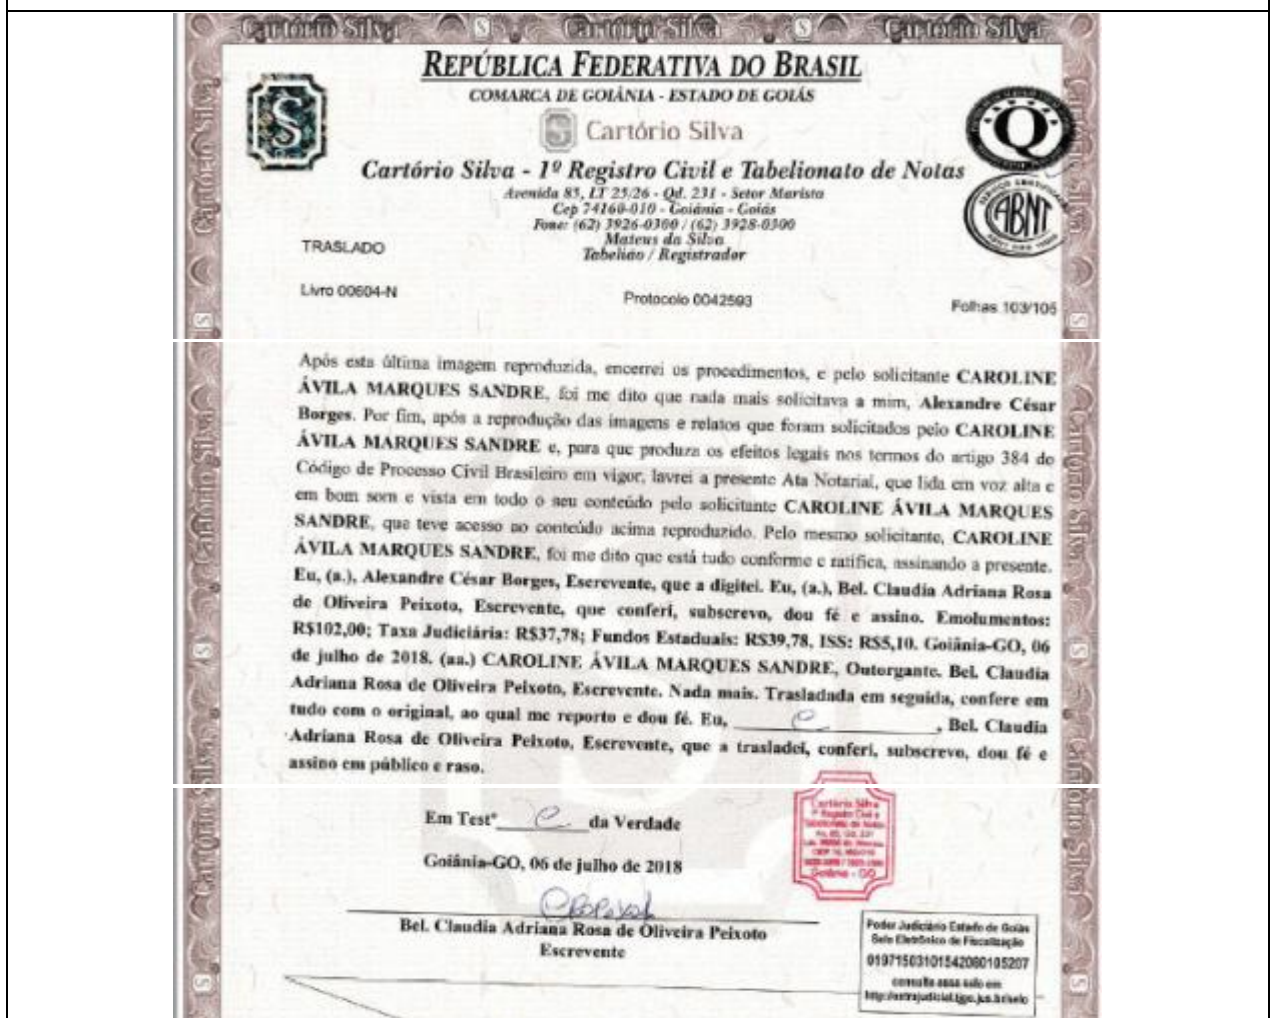 Cartório Silva Cartório Silva Cartório Silva
REPÚBLICA FEDERATIVA DO BRASIL
COMARCA DE GOIÂNIA - ESTADO DE GOIÁS
S Cartório Silva
Q
Cartório Silva - 1º Registro Civil e Tabelionato de Notas
Avenida 85, LT 25/26 - Qd. 231 - Setor Marista
Cep 74160-010 - Goiânia - Goiás
Fone: (62) 3926-0300 / (62) 3928-0300
Mateus da Silva
Tabelião / Registrador
ABNT
TRASLADO
Livro 00604-N
Protocolo 0042593
Folhas 103/105
Após esta última imagem reproduzida, encerrei os procedimentos, e pelo solicitante CAROLINE
ÁVILA MARQUES SANDRE, foi me dito que nada mais solicitava a mim, Alexandre César
Borges. Por fim, após a reprodução das imagens e relatos que foram solicitados pelo CAROLINE
ÁVILA MARQUES SANDRE e, para que produza os efeitos legais nos termos do artigo 384 do
Código de Processo Civil Brasileiro em vigor, lavrei a presente Ata Notarial, que lida em voz alta e
em bom som e vista em todo o seu conteúdo pelo solicitante CAROLINE ÁVILA MARQUES
SANDRE, que teve acesso ao conteúdo acima reproduzido. Pelo mesmo solicitante, CAROLINE
ÁVILA MARQUES SANDRE, foi me dito que está tudo conforme e ratifica, assinando a presente.
Eu, (a.), Alexandre César Borges, Escrevente, que a digitei. Eu, (a.), Bel. Claudia Adriana Rosa
de Oliveira Peixoto, Escrevente, que conferi, subscrevo, dou fé e assino. Emolumentos:
R$102,00; Taxa Judiciária: R$37,78; Fundos Estaduais: R$39,78, ISS: R$5,10. Goiânia-GO, 06
de julho de 2018. (aa.) CAROLINE ÁVILA MARQUES SANDRE, Outorgante. Bel. Claudia
Adriana Rosa de Oliveira Peixoto, Escrevente. Nada mais. Trasladada em seguida, confere em
tudo com o original, ao qual me reporto e dou fé. Eu, , Bel. Claudia
Adriana Rosa de Oliveira Peixoto, Escrevente, que a trasladei, conferi, subscrevo, dou fé e
assino em público e raso.
Em Testº da Verdade
Goiânia-GO, 06 de julho de 2018
Bel. Claudia Adriana Rosa de Oliveira Peixoto
Escrevente
Cartório Silva
Goiânia - GO
Poder Judiciário Estado de Goiás
Selo Eletrônico de Fiscalização
01971503101542060105207
consulte esse selo em
http://extrajudicial.tjgo.jus.br/selo